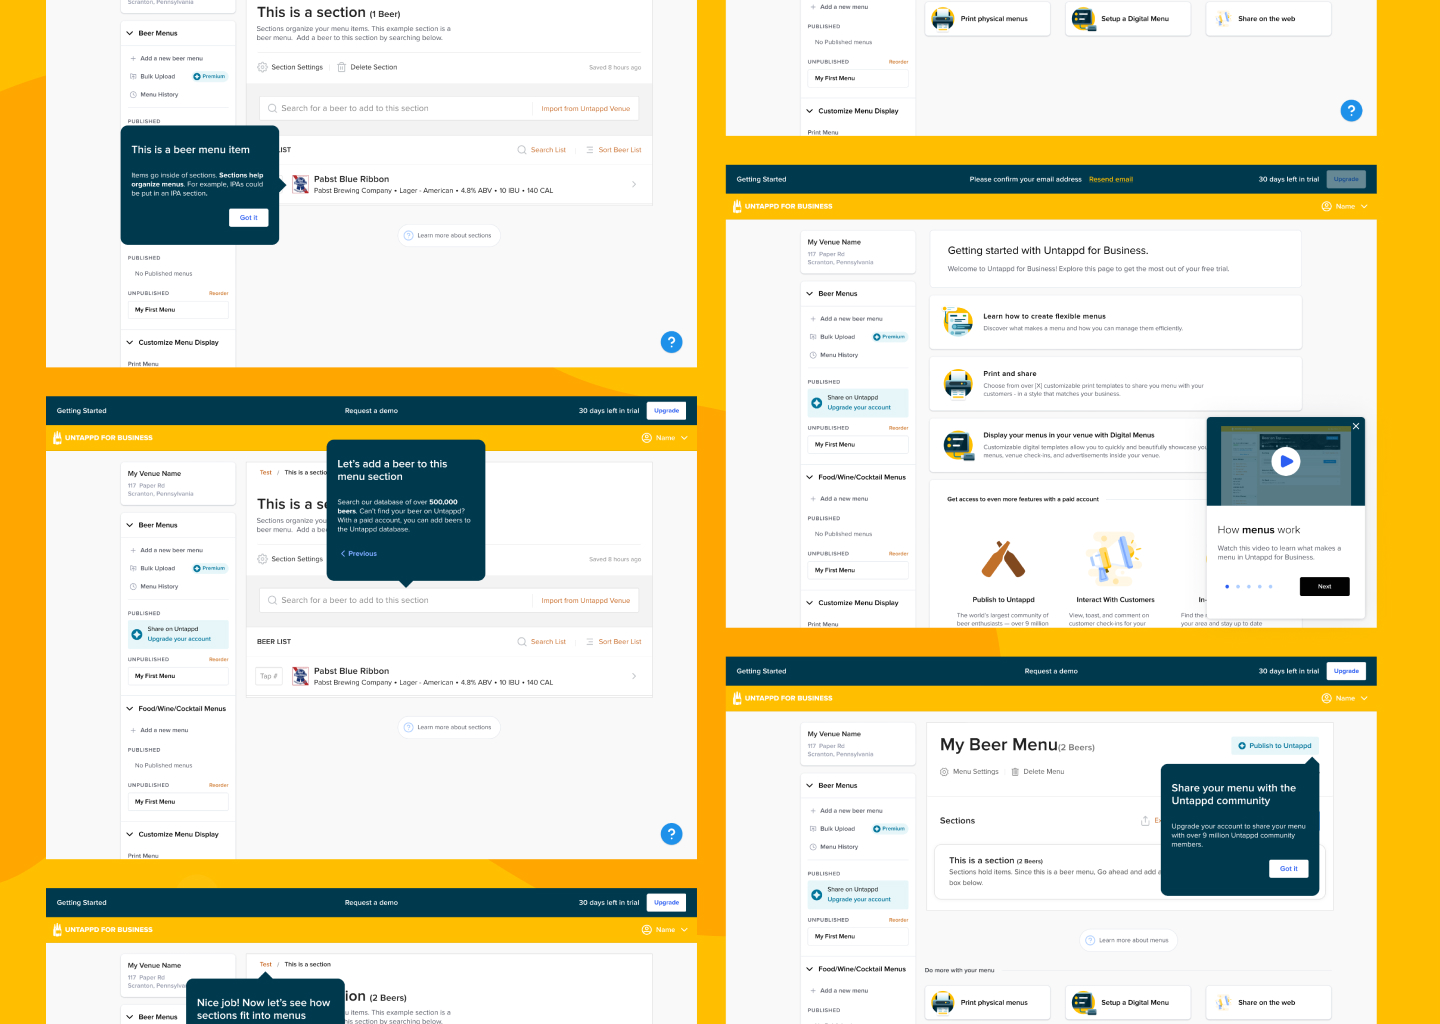 This is a section (1 Beer)
Sections organize your menu items. This example section is a
beer menu.  Add a beer to this section by searching below.
Section Settings
Delete Section
Saved 8 hours ago
Search for a beer to add to this section
Import from Untappd Venue
LIST
Search List
Sort Beer List
Pabst Blue Ribbon
Pabst Brewing Company • Lager - American • 4.8% ABV • 10 IBU • 140 CAL
Learn more about sections
Beer Menus
Add a new beer menu
Bulk Upload
Premium
Menu History
PUBLISHED
This is a beer menu item
Items go inside of sections. Sections help
organize menus. For example, IPAs could
be put in an IPA section.
Got it
PUBLISHED
No Published menus
UNPUBLISHED
Reorder
My First Menu
Customize Menu Display
Print Menu
?
Getting Started
Request a demo
30 days left in trial
Upgrade
UNTAPPD FOR BUSINESS
Name
My Venue Name
117 Paper Rd
Scranton, Pennsylvania
Beer Menus
Add a new beer menu
Bulk Upload
Premium
Menu History
PUBLISHED
Share on Untappd
Upgrade your account
UNPUBLISHED
Reorder
My First Menu
Food/Wine/Cocktail Menus
Add a new menu
PUBLISHED
No Published menus
UNPUBLISHED
Reorder
My First Menu
Customize Menu Display
Print Menu
Test / This is a sectio
This is a se
Sections organize you
beer menu.  Add a be
Section Settings
Saved 8 hours ago
Let's add a beer to this
menu section
Search our database of over 500,000
beers. Can't find your beer on Untappd?
With a paid account, you can add beers to
the Untappd database.
Previous
Search for a beer to add to this section
Import from Untappd Venue
BEER LIST
Search List
Sort Beer List
Tap #
Pabst Blue Ribbon
Pabst Brewing Company • Lager - American • 4.8% ABV • 10 IBU • 140 CAL
Learn more about sections
?
Getting Started
Request a demo
30 days left in trial
Upgrade
UNTAPPD FOR BUSINESS
Name
My Venue Name
117 Paper Rd
Scranton, Pennsylvania
Beer Menus
Test / This is a section
ion (2 Beers)
u items. This example section is a
this section by searching below.
Nice job! Now let's see how
sections fit into menus
Add a new menu
PUBLISHED
No Published menus
UNPUBLISHED
Reorder
My First Menu
Customize Menu Display
Print Menu
Print physical menus
Setup a Digital Menu
Share on the web
?
Getting Started
Please confirm your email address
Resend email
30 days left in trial
Upgrade
UNTAPPD FOR BUSINESS
Name
My Venue Name
117 Paper Rd
Scranton, Pennsylvania
Beer Menus
Add a new beer menu
Bulk Upload
Premium
Menu History
PUBLISHED
Share on Untappd
Upgrade your account
UNPUBLISHED
Reorder
My First Menu
Food/Wine/Cocktail Menus
Add a new menu
PUBLISHED
No Published menus
UNPUBLISHED
Reorder
My First Menu
Customize Menu Display
Print Menu
Getting started with Untappd for Business.
Welcome to Untappd for Business! Explore this page to get the most out of your free trial.
Learn how to create flexible menus
Discover what makes a menu and how you can manage them efficiently.
Print and share
Choose from over [X] customizable print templates to share you menu with your
customers - in a style that matches your business.
Display your menus in your venue with Digital Menus
Customizable digital templates allow you to quickly and beautifully showcase you
menus, venue check-ins, and advertisements inside your venue.
Get access to even more features with a paid account
Publish to Untappd
The world's largest community of
beer enthusiasts — over 9 million
Interact With Customers
View, toast, and comment on
customer check-ins for your
In-
Find the s
your area and stay up to date
How menus work
Watch this video to learn what makes a
menu in Untappd for Business.
Next
Getting Started
Request a demo
30 days left in trial
Upgrade
UNTAPPD FOR BUSINESS
Name
My Venue Name
117 Paper Rd
Scranton, Pennsylvania
Beer Menus
Add a new beer menu
Bulk Upload
Premium
Menu History
PUBLISHED
Share on Untappd
Upgrade your account
UNPUBLISHED
Reorder
My First Menu
Food/Wine/Cocktail Menus
Add a new menu
PUBLISHED
My Beer Menu(2 Beers)
Publish to Untappd
Menu Settings
Delete Menu
Sections
Ex
This is a section (2 Beers)
Sections hold items. Since this is a beer menu, Go ahead and add a
box below.
Share your menu with the
Untappd community
Upgrade your account to share your menu
with over 9 million Untappd community
members.
Got it
Learn more about menus
Do more with your menu
Print physical menus
Setup a Digital Menu
Share on the web